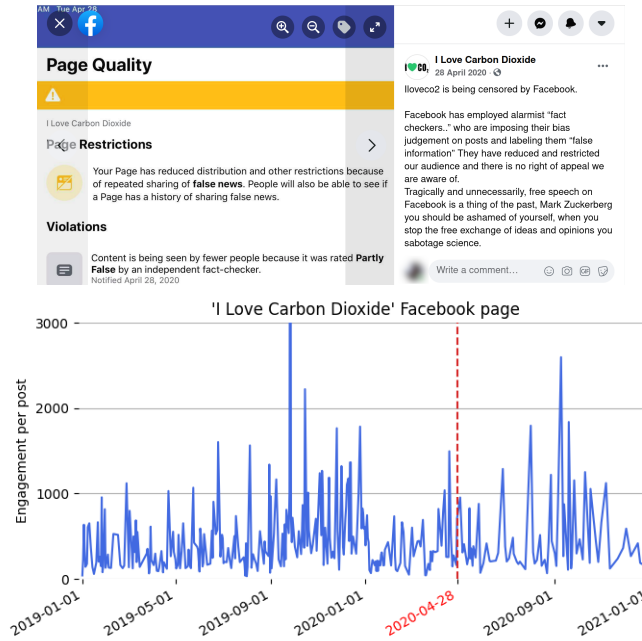 AM Tue Apr 28
Page Quality
I Love Carbon Dioxide
Page Restrictions
Your Page has reduced distribution and other restrictions because
of repeated sharing of false news. People will also be able to see if
a Page has a history of sharing false news.
Violations
Content is being seen by fewer people because it was rated Partly
False by an independent fact-checker.
Notified April 28, 2020
I CO2
I Love Carbon Dioxide
28 April 2020 ·
Iloveco2 is being censored by Facebook.
Facebook has employed alarmist “fact
checkers..” who are imposing their bias
judgement on posts and labeling them “false
information” They have reduced and restricted
our audience and there is no right of appeal we
are aware of.
Tragically and unnecessarily, free speech on
Facebook is a thing of the past, Mark Zuckerberg
you should be ashamed of yourself, when you
stop the free exchange of ideas and opinions you
sabotage science.
Write a comment…
GIF
'I Love Carbon Dioxide' Facebook page
Engagement per post
3000
2000
1000
0
2019-01-01
2019-05-01
2019-09-01
2020-01-01
2020-04-28
2020-09-01
2021-01-0